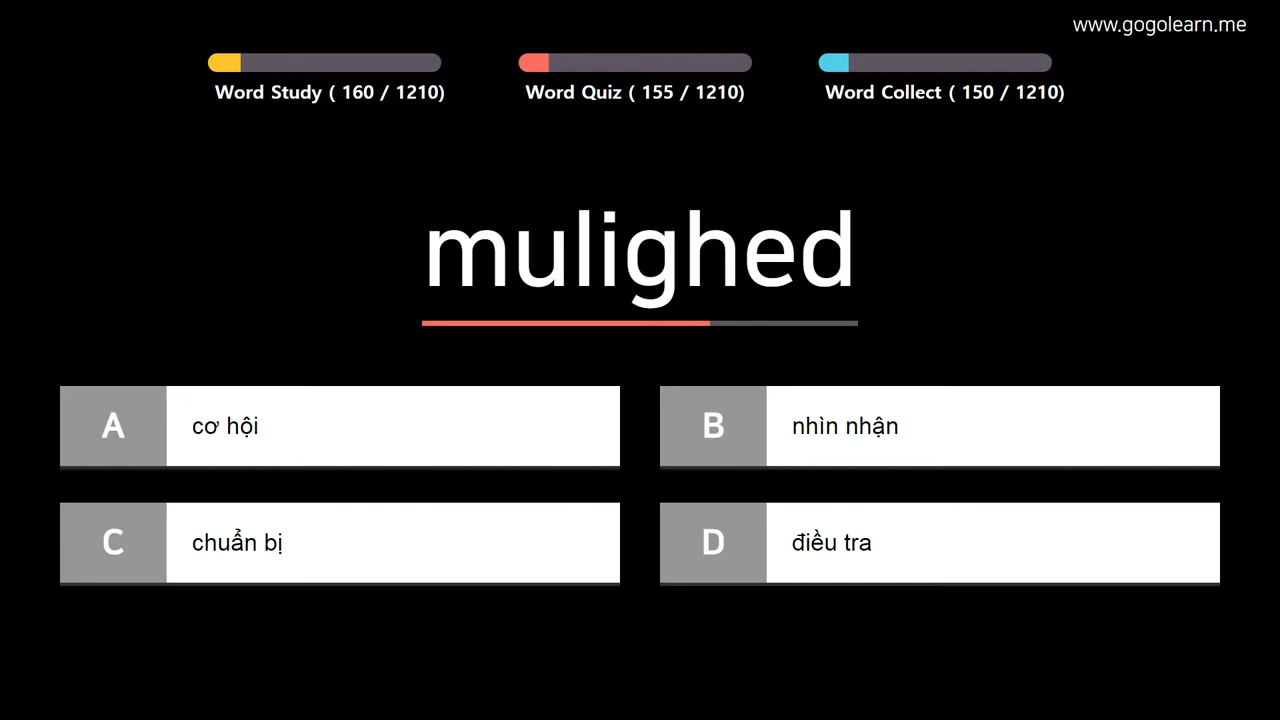 www.gogolearn.me
Word Study ( 160 / 1210)
Word Quiz ( 155 / 1210)
Word Collect ( 150 / 1210)
mulighed
A cơ hội
B nhìn nhận
C chuẩn bị
D điều tra